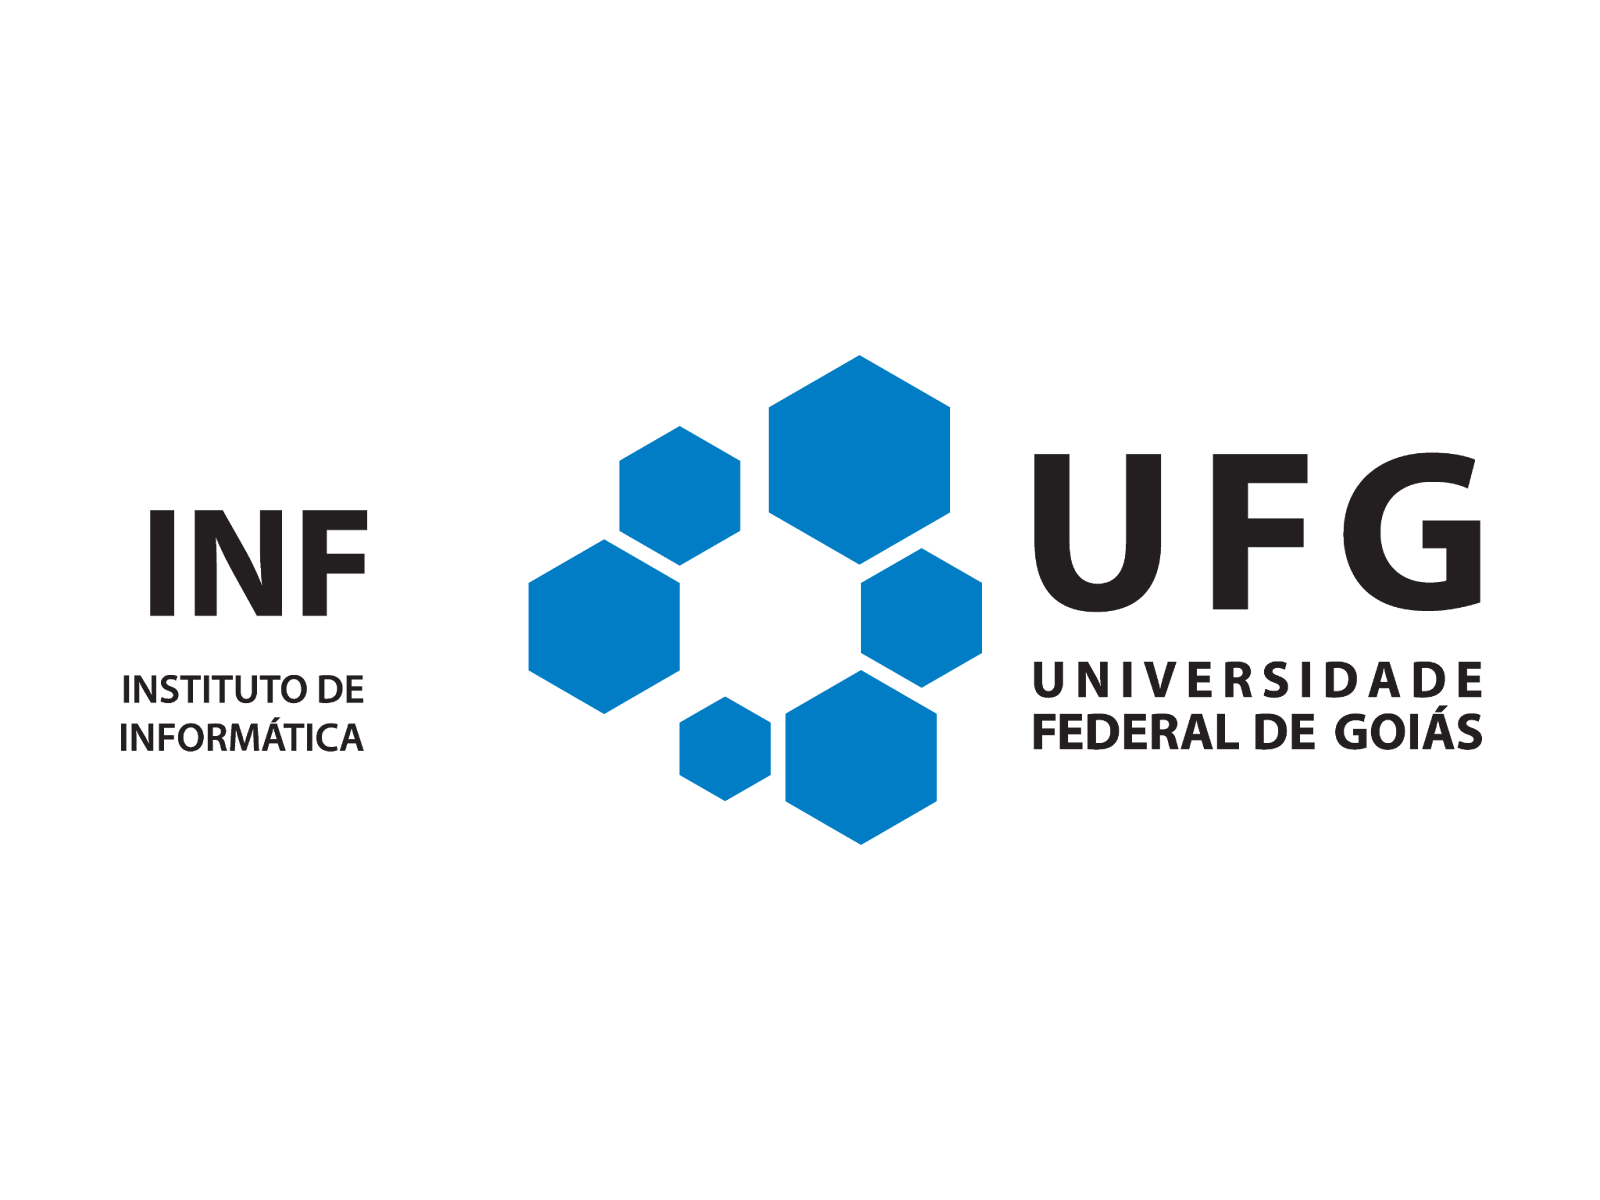 INF
INSTITUTO DE
INFORMÁTICA
UFG
UNIVERSIDADE
FEDERAL DE GOIÁS